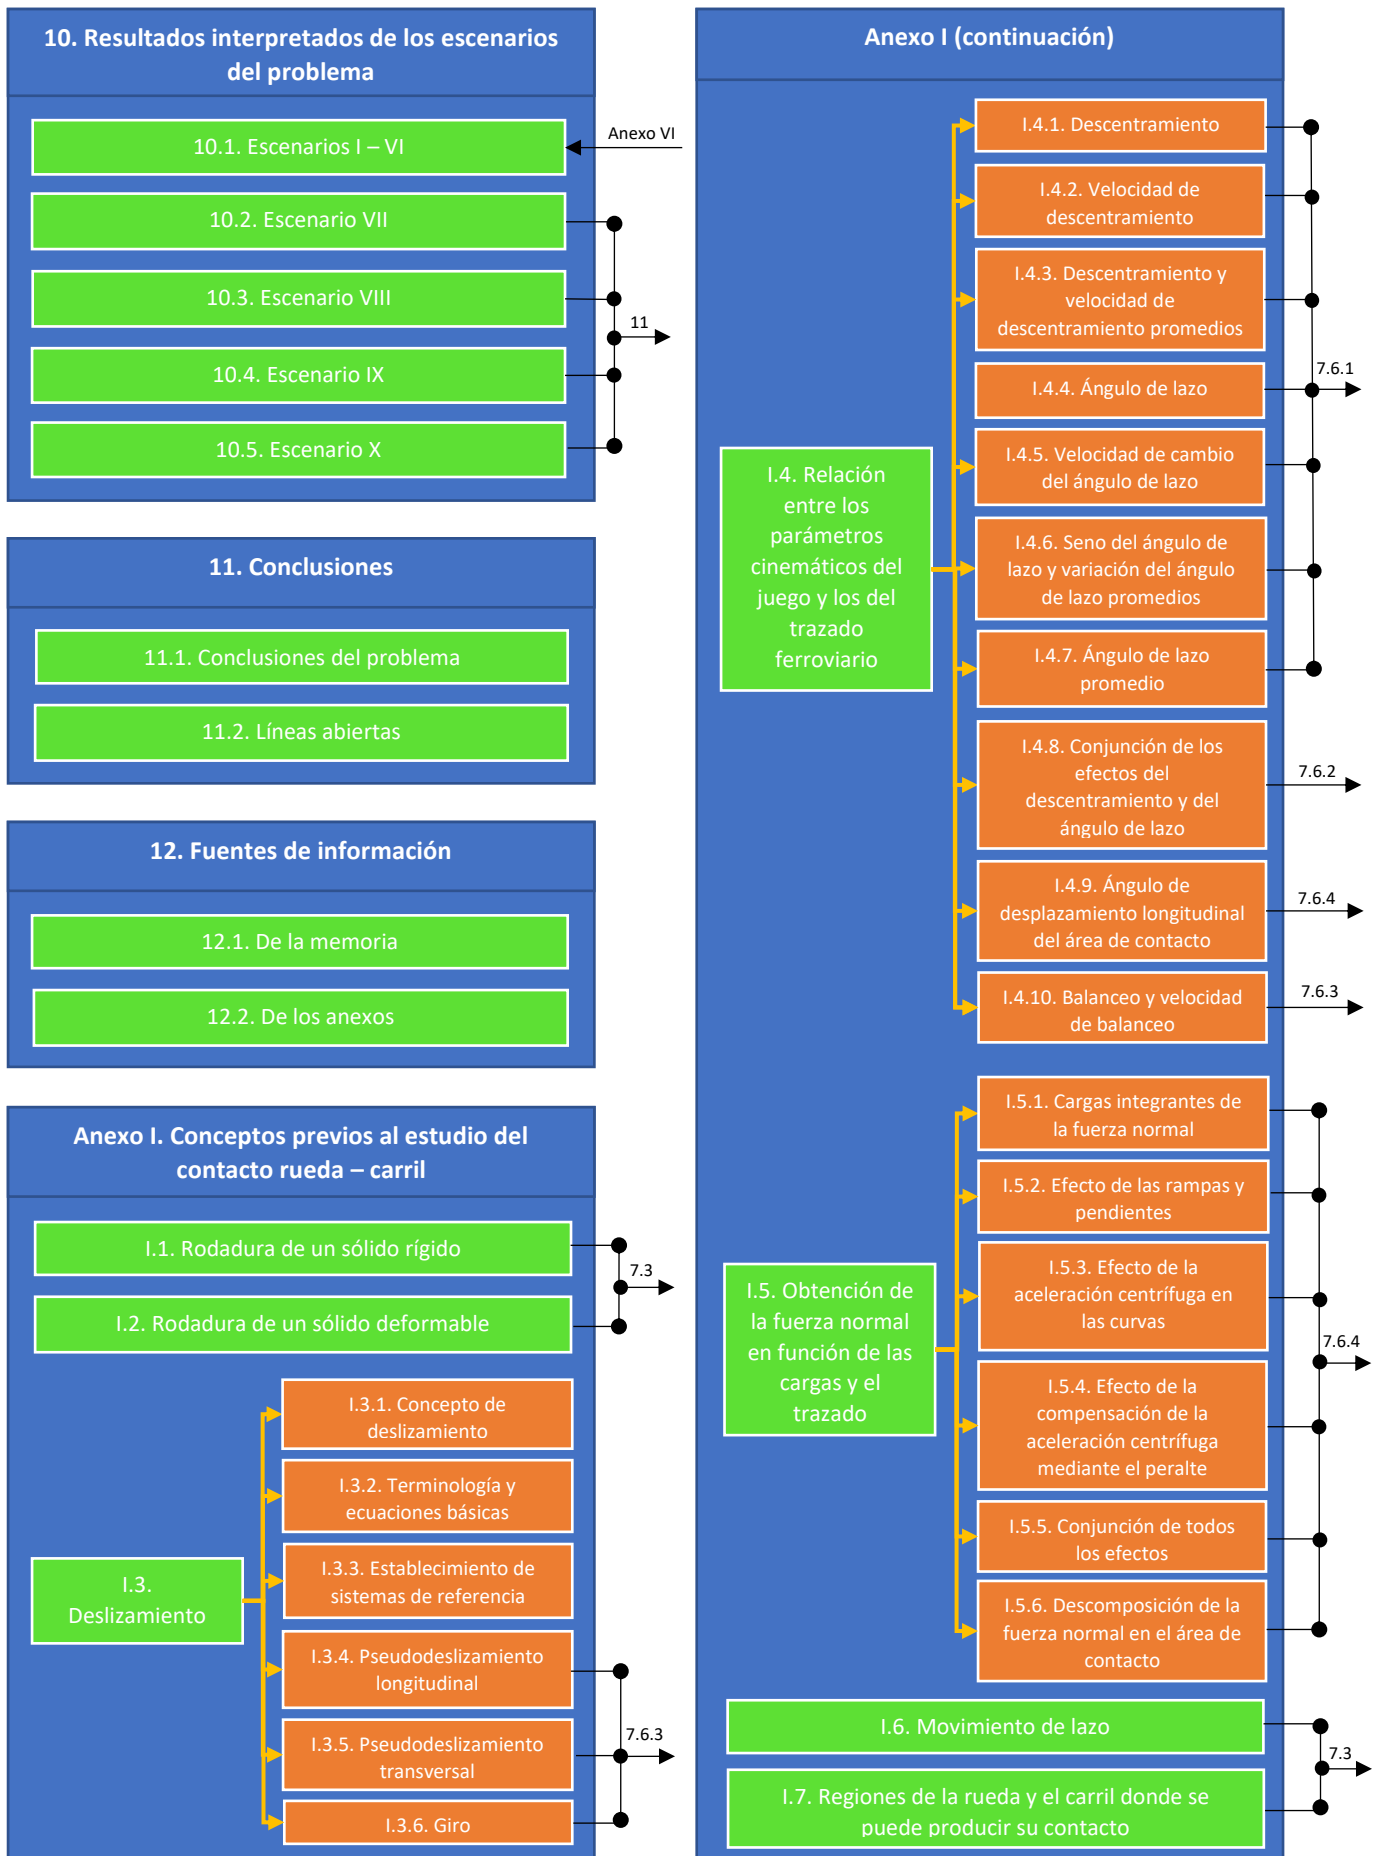 10. Resultados interpretados de los escenarios
del problema
10.1. Escenarios I – VI
Anexo VI
10.2. Escenario VII
10.3. Escenario VIII
11
10.4. Escenario IX
10.5. Escenario X
11. Conclusiones
11.1. Conclusiones del problema
11.2. Líneas abiertas
12. Fuentes de información
12.1. De la memoria
12.2. De los anexos
Anexo I. Conceptos previos al estudio del
contacto rueda – carril
I.1. Rodadura de un sólido rígido
7.3
I.2. Rodadura de un sólido deformable
I.3.
Deslizamiento
I.3.1. Concepto de
deslizamiento
I.3.2. Terminología y
ecuaciones básicas
I.3.3. Establecimiento de
sistemas de referencia
I.3.4. Pseudodeslizamiento
longitudinal
I.3.5. Pseudodeslizamiento
transversal
7.6.3
I.3.6. Giro
Anexo I (continuación)
I.4. Relación
entre los
parámetros
cinemáticos del
juego y los del
trazado
ferroviario
I.4.1. Descentramiento
I.4.2. Velocidad de
descentramiento
I.4.3. Descentramiento y
velocidad de
descentramiento promedios
I.4.4. Ángulo de lazo
7.6.1
I.4.5. Velocidad de cambio
del ángulo de lazo
I.4.6. Seno del ángulo de
lazo y variación del ángulo
de lazo promedios
I.4.7. Ángulo de lazo
promedio
I.4.8. Conjunción de los
efectos del
descentramiento y del
ángulo de lazo
7.6.2
I.4.9. Ángulo de
desplazamiento longitudinal
del área de contacto
7.6.4
I.4.10. Balanceo y velocidad
de balanceo
7.6.3
I.5. Obtención de
la fuerza normal
en función de las
cargas y el
trazado
I.5.1. Cargas integrantes de
la fuerza normal
I.5.2. Efecto de las rampas y
pendientes
I.5.3. Efecto de la
aceleración centrífuga en
las curvas
7.6.4
I.5.4. Efecto de la
compensación de la
aceleración centrífuga
mediante el peralte
I.5.5. Conjunción de todos
los efectos
I.5.6. Descomposición de la
fuerza normal en el área de
contacto
I.6. Movimiento de lazo
7.3
I.7. Regiones de la rueda y el carril donde se
puede producir su contacto